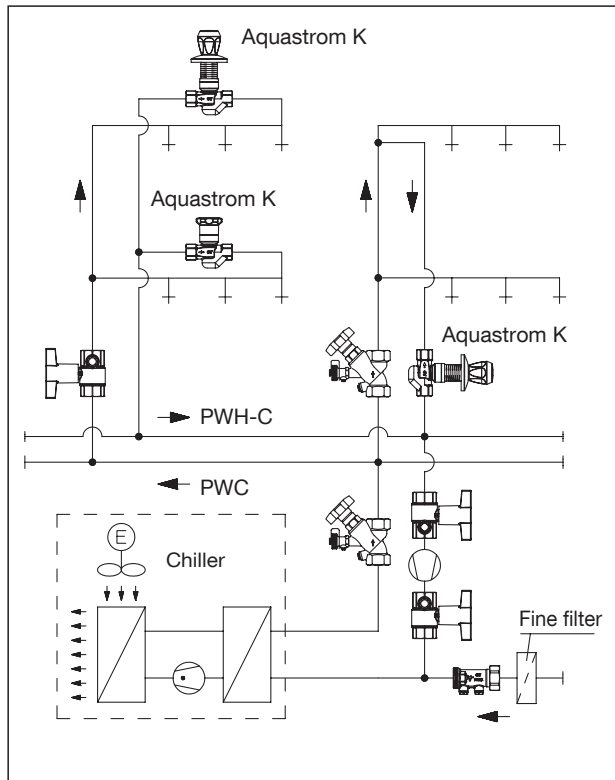 Aquastrom K
Aquastrom K
Aquastrom K
PWH-C
PWC
E
Chiller
Fine filter